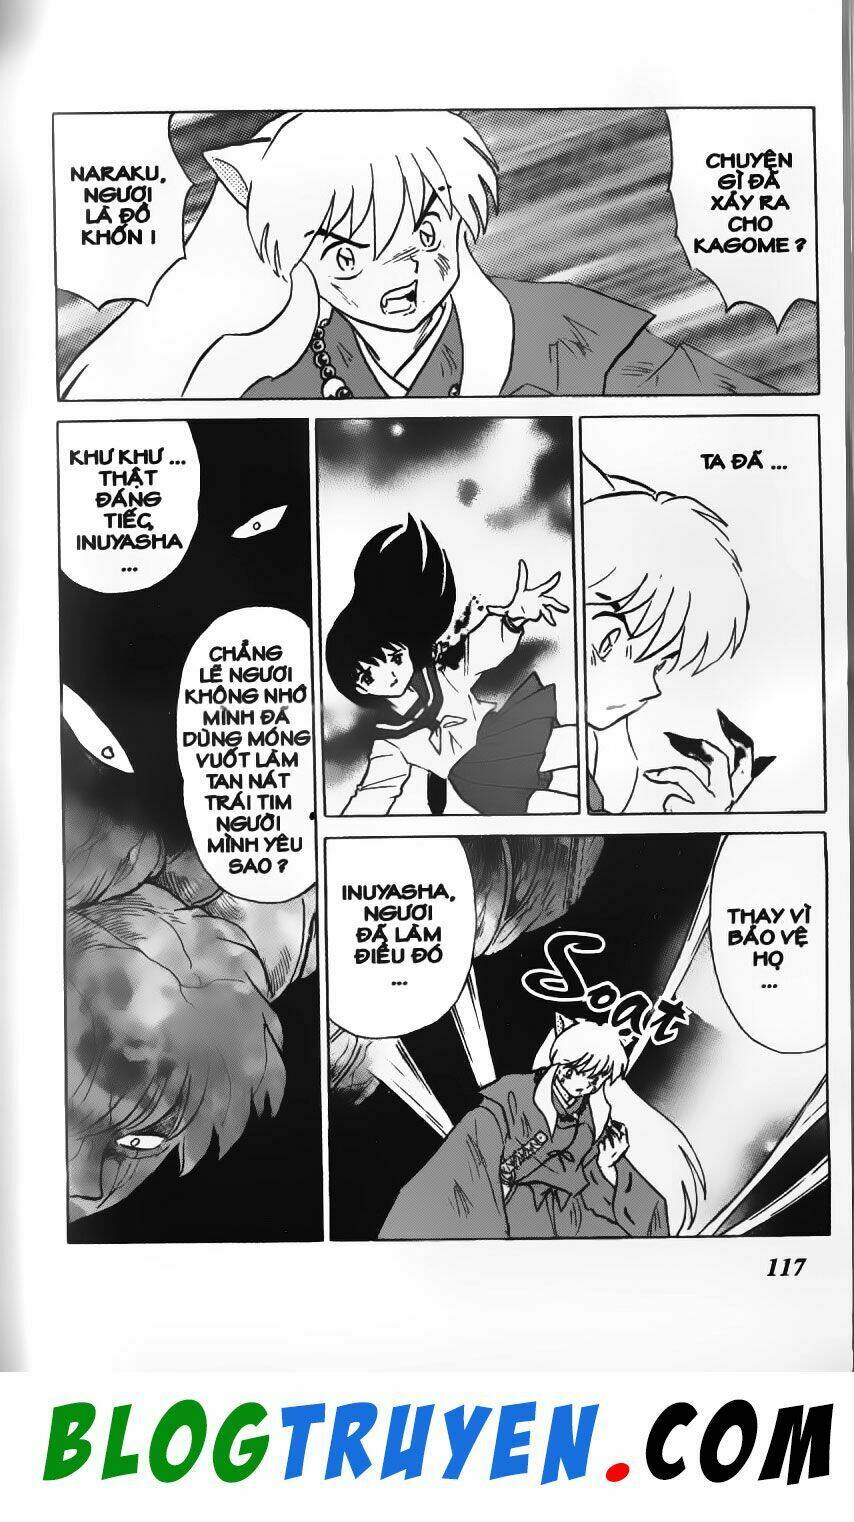 CHUYỆN
GÌ ĐÃ
XẢY RA
CHO
KAGOME ?
NARAKU,
NGƯƠI
LÀ ĐỒ
KHỐN !
TA ĐÃ ...
KHƯ KHƯ ...
THẬT
ĐÁNG
TIẾC,
INUYASHA
...
CHẲNG
LẼ NGƯƠI
KHÔNG NHỚ
MÌNH ĐÃ
DÙNG MÓNG
VUỐT LÀM
TAN NÁT
TRÁI TIM
NGƯỜI
MÌNH YÊU
SAO ?
THAY VÌ
BẢO VỆ
HỌ
...
INUYASHA,
NGƯƠI
ĐÃ LÀM
ĐIỀU ĐÓ
...
Soạt
117
BLOGTRUYEN.COM